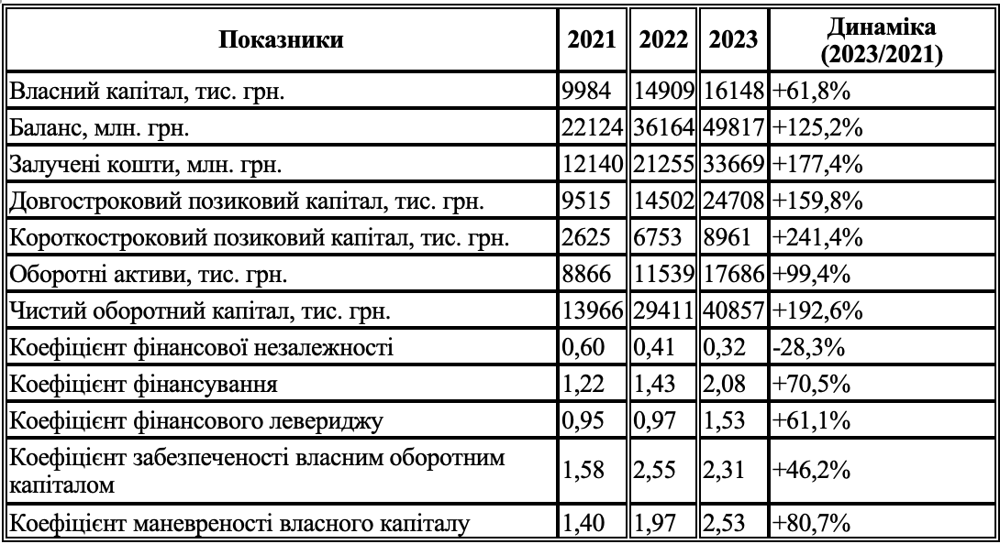 Показники 2021 2022 2023 Динаміка (2023/2021)
Власний капітал, тис. грн. 9984 14909 16148 +61,8%
Баланс, млн. грн. 22124 36164 49817 +125,2%
Залучені кошти, млн. грн. 12140 21255 33669 +177,4%
Довгостроковий позиковий капітал, тис. грн. 9515 14502 24708 +159,8%
Короткостроковий позиковий капітал, тис. грн. 2625 6753 8961 +241,4%
Оборотні активи, тис. грн. 8866 11539 17686 +99,4%
Чистий оборотний капітал, тис. грн. 13966 29411 40857 +192,6%
Коефіцієнт фінансової незалежності 0,60 0,41 0,32 -28,3%
Коефіцієнт фінансування 1,22 1,43 2,08 +70,5%
Коефіцієнт фінансового левериджу 0,95 0,97 1,53 +61,1%
Коефіцієнт забезпеченості власним оборотним
капіталом 1,58 2,55 2,31 +46,2%
Коефіцієнт маневреності власного капіталу 1,40 1,97 2,53 +80,7%